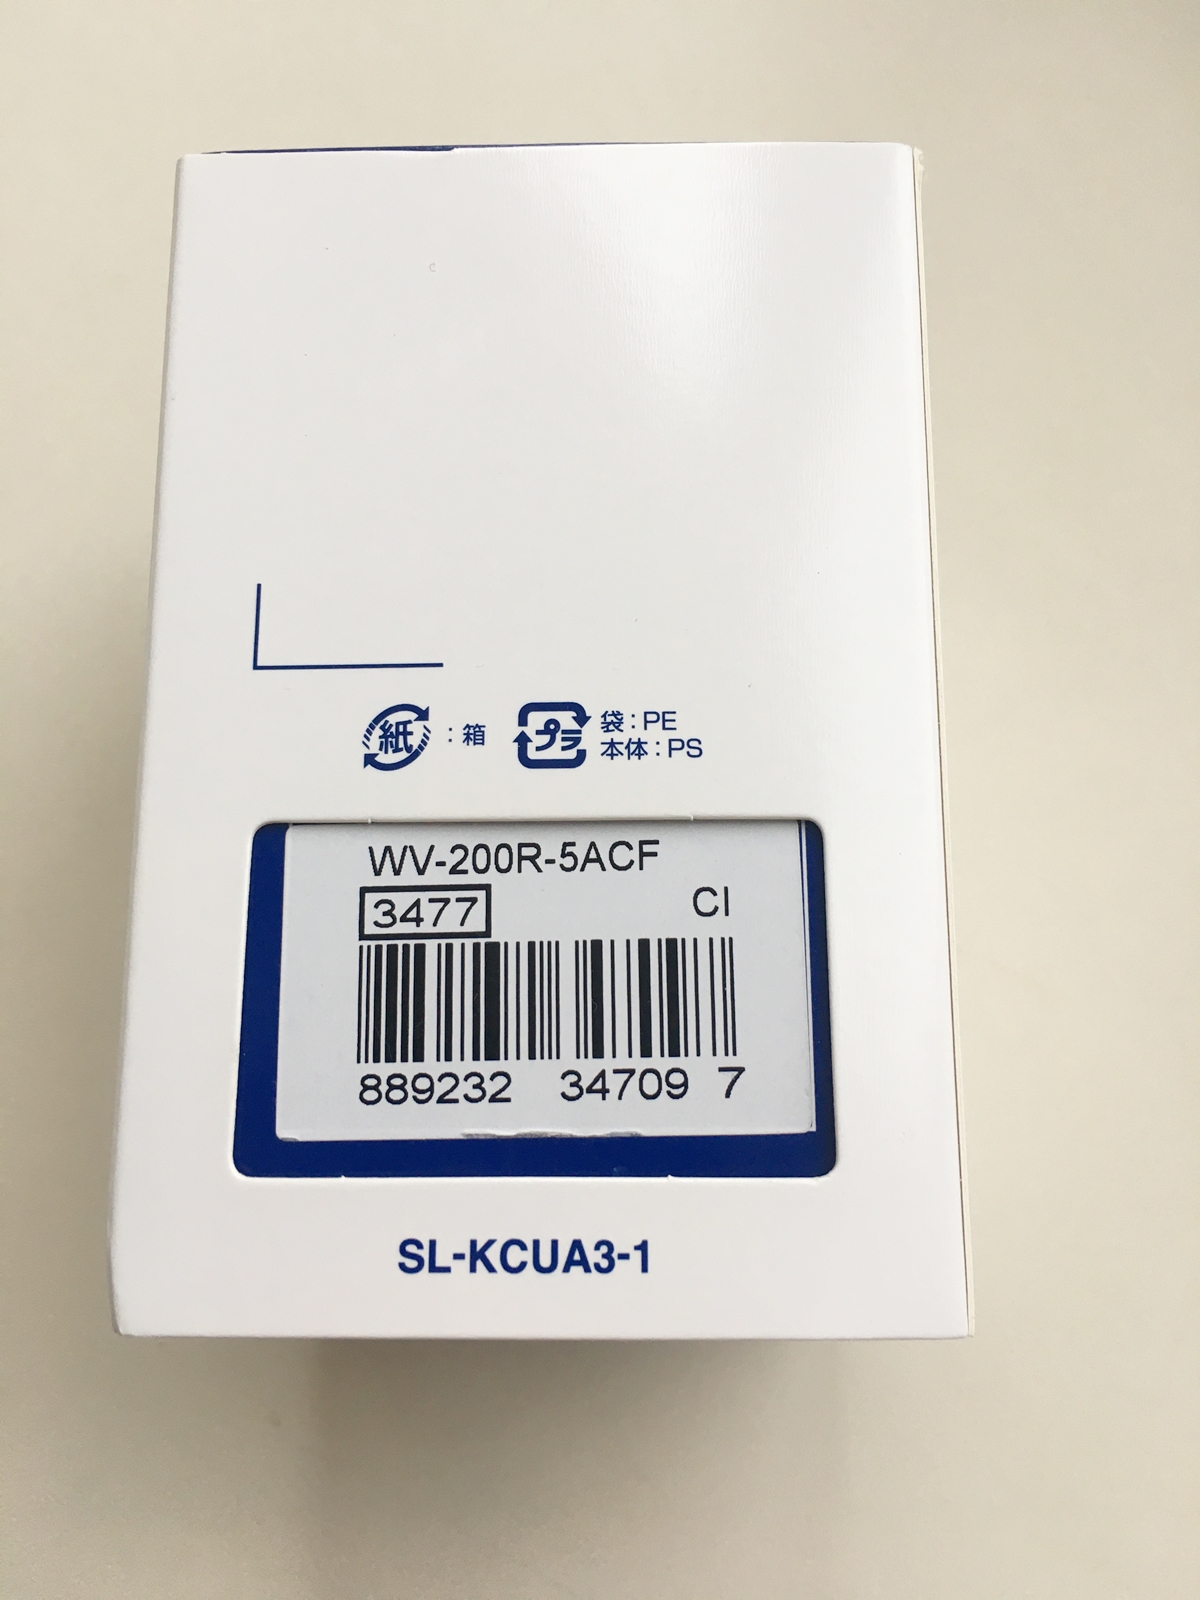 紙 : 箱
プラ 袋 : PE
本体 : PS
WV-200R-5ACF
3477
CI
889232 34709 7
SL-KCUA3-1